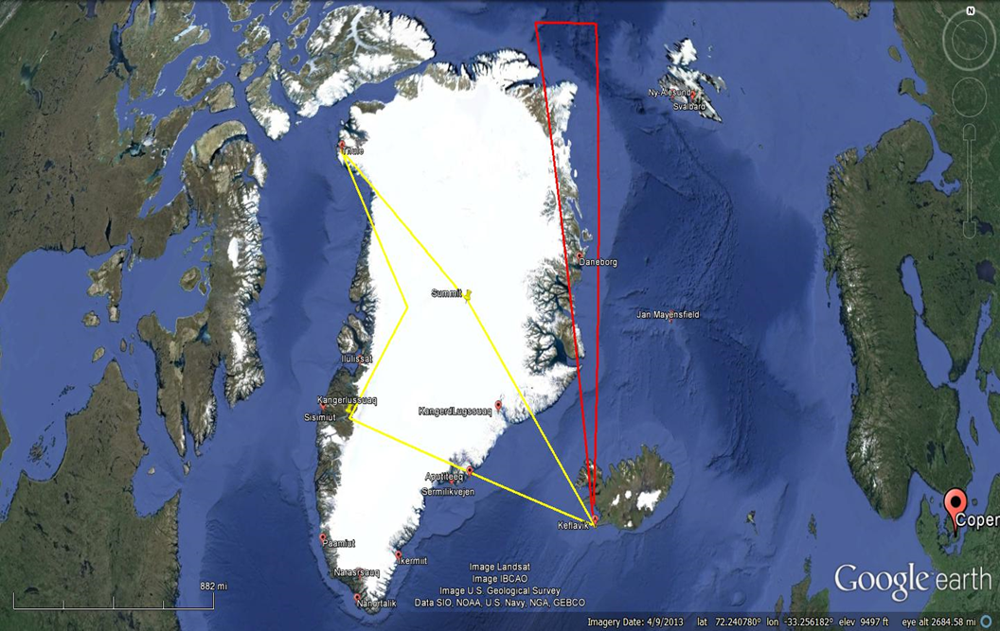 N
Ny-Alesund
Svalbard
Thule
Daneborg
Summit
Jan Mayensfield
Ilulissat
Kangerlussuaq
Sisimiut
KangerdLugssuaq
Aputiteeq
Sermilikvejen
Keflavik
Coper
Paamiut
Ikermiit
Narasrsauq
Nanortalik
882 mi
Image Landsat
Image IBCAO
Image U.S. Geological Survey
Data SIO, NOAA, U.S. Navy, NGA, GEBCO
Google earth
Imagery Date: 4/9/2013 lat 72.240780° lon -33.256182° elev 9497 ft eye alt 2684.58 mi